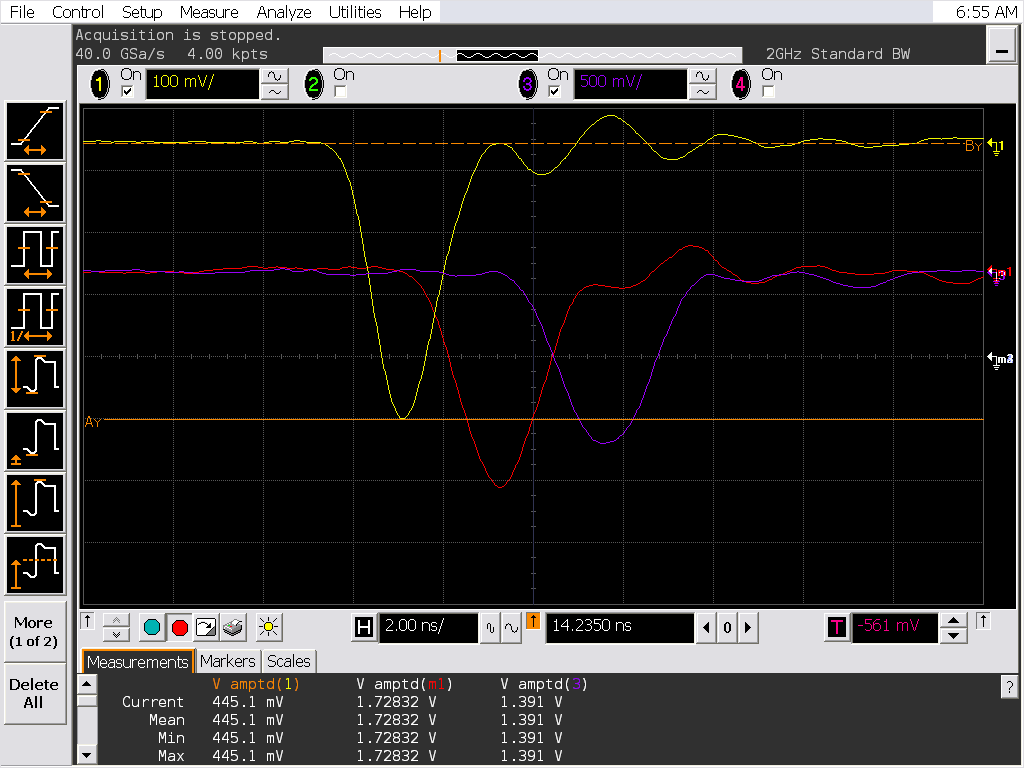 File Control Setup Measure Analyze Utilities Help 6:55 AM
Acquisition is stopped.
40.0 GSa/s 4.00 kpts 2GHz Standard BW
1 On 100 mV/ 2 On 3 On 500 mV/ 4 On
By 1
m1
Ay
1/
More
(1 of 2)
Delete
All
H 2.00 ns/ 14.2350 ns 0 T -561 mV
Measurements Markers Scales
V amptd(1) V amptd(m1) V amptd(3)
Current 445.1 mV 1.72832 V 1.391 V
Mean 445.1 mV 1.72832 V 1.391 V
Min 445.1 mV 1.72832 V 1.391 V
Max 445.1 mV 1.72832 V 1.391 V
?